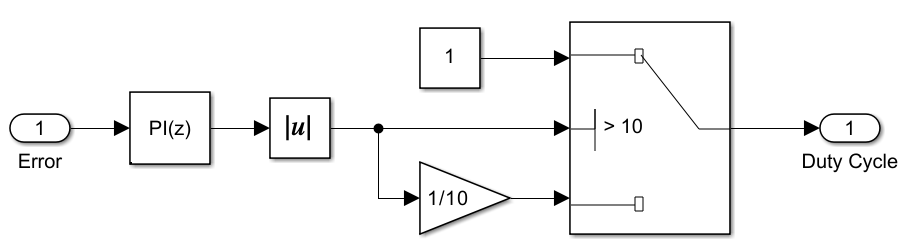 1
Error
PI(z)
|u|
1
1/10
> 10
1
Duty Cycle